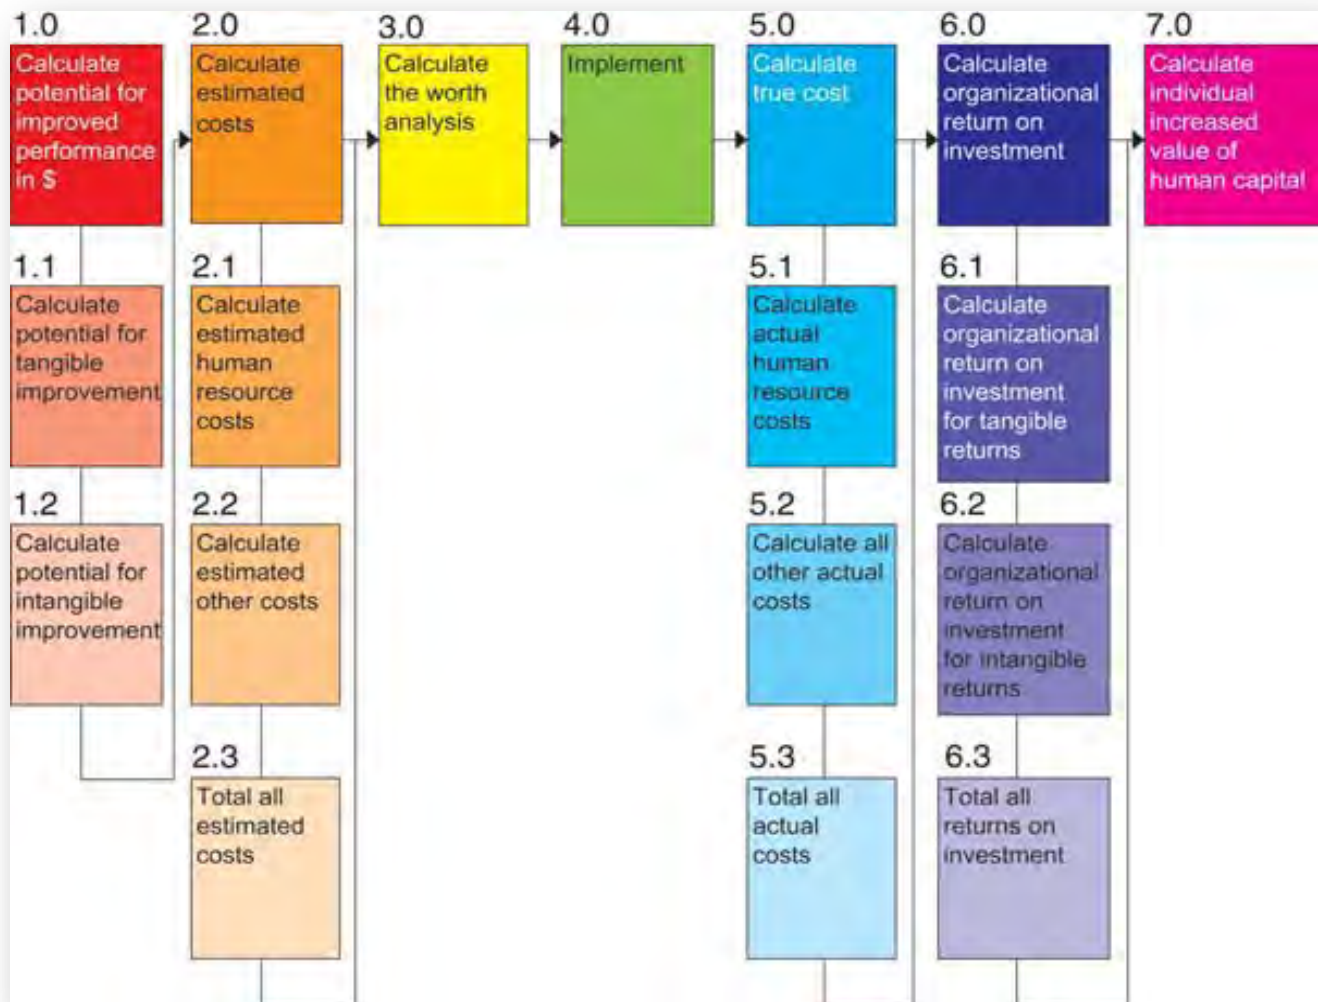 1.0
Calculate
potential for
improved
performance
in $
2.0
Calculate
estimated
costs
3.0
Calculate
the worth
analysis
4.0
Implement
5.0
Calculate
true cost
6.0
Calculate
organizational
return on
investment
7.0
Calculate
individual
increased
value of
human capital
1.1
Calculate
potential for
tangible
improvement
2.1
Calculate
estimated
human
resource
costs
5.1
Calculate
actual
human
resource
costs
6.1
Calculate
organizational
return on
investment
for tangible
returns
1.2
Calculate
potential for
intangible
improvement
2.2
Calculate
estimated
other costs
5.2
Calculate all
other actual
costs
6.2
Calculate
organizational
return on
investment
for intangible
returns
2.3
Total all
estimated
costs
5.3
Total all
actual
costs
6.3
Total all
returns on
investment